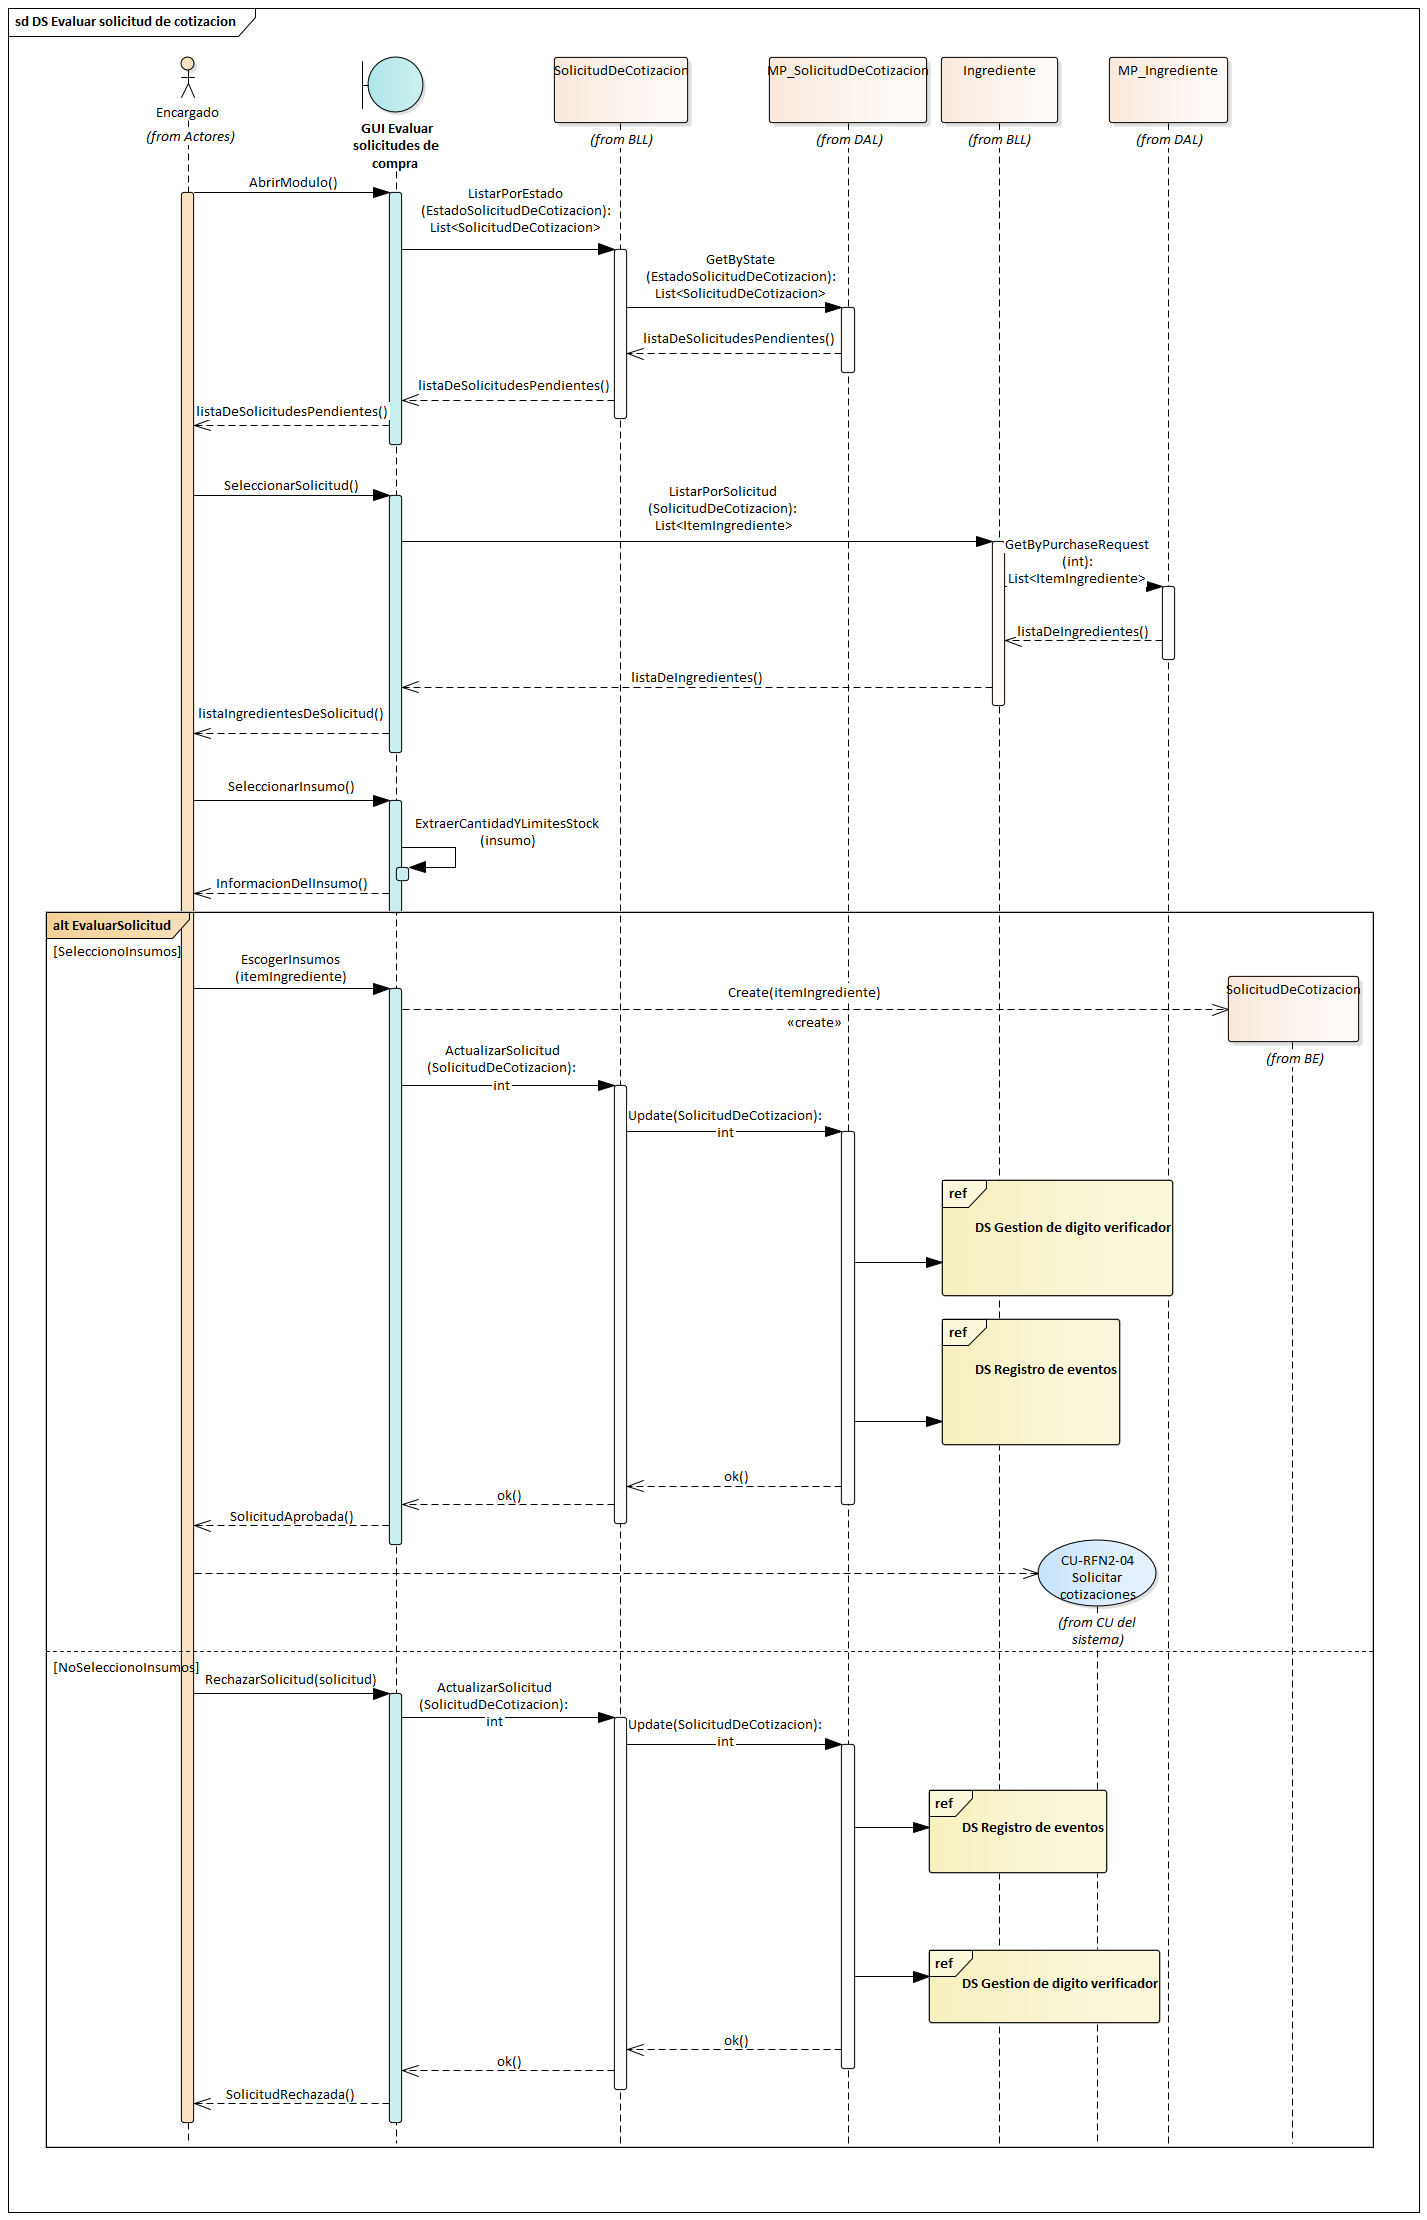 sd DS Evaluar solicitud de cotizacion
Encargado
(from Actores)
GUI Evaluar
solicitudes de
compra
SolicitudDeCotizacion
(from BLL)
MP_SolicitudDeCotizacion
(from DAL)
Ingrediente
(from BLL)
MP_Ingrediente
(from DAL)
AbrirModulo()
ListarPorEstado
(EstadoSolicitudDeCotizacion):
List<SolicitudDeCotizacion>
GetByState
(EstadoSolicitudDeCotizacion):
List<SolicitudDeCotizacion>
listaDeSolicitudesPendientes()
listaDeSolicitudesPendientes()
listaDeSolicitudesPendientes()
SeleccionarSolicitud()
ListarPorSolicitud
(SolicitudDeCotizacion):
List<ItemIngrediente>
GetByPurchaseRequest
(int):
List<ItemIngrediente>
listaDeIngredientes()
listaDeIngredientes()
listaIngredientesDeSolicitud()
SeleccionarInsumo()
ExtraerCantidadYLimitesStock
(insumo)
InformacionDelInsumo()
alt EvaluarSolicitud
[SeleccionoInsumos]
EscogerInsumos
(itemIngrediente)
Create(itemIngrediente)
«create»
SolicitudDeCotizacion
(from BE)
ActualizarSolicitud
(SolicitudDeCotizacion):
int
Update(SolicitudDeCotizacion):
int
ref
DS Gestion de digito verificador
ref
DS Registro de eventos
ok()
ok()
SolicitudAprobada()
CU-RFN2-04
Solicitar
cotizaciones
(from CU del
sistema)
[NoSeleccionoInsumos]
RechazarSolicitud(solicitud)
ActualizarSolicitud
(SolicitudDeCotizacion):
int
Update(SolicitudDeCotizacion):
int
ref
DS Registro de eventos
ref
DS Gestion de digito verificador
ok()
ok()
SolicitudRechazada()